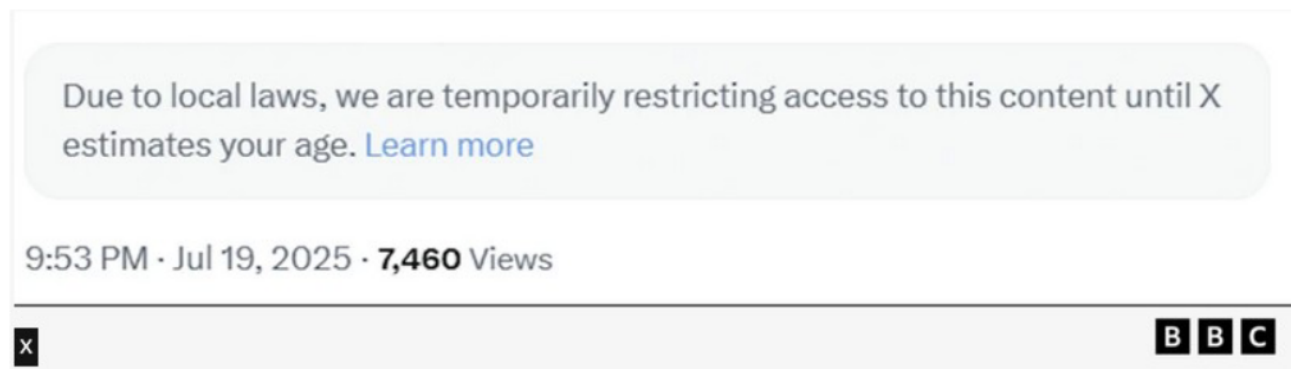 Due to local laws, we are temporarily restricting access to this content until X
estimates your age. Learn more
9:53 PM · Jul 19, 2025 · 7,460 Views
X
BBC